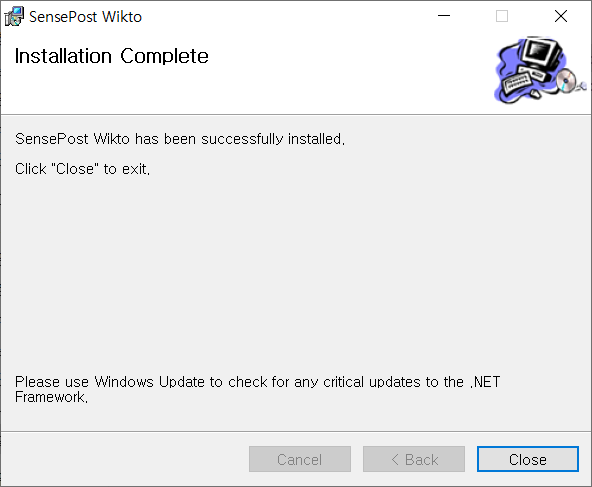 SensePost Wikto
Installation Complete
SensePost Wikto has been successfully installed.
Click "Close" to exit.
Please use Windows Update to check for any critical updates to the .NET
Framework.
Cancel
< Back
Close